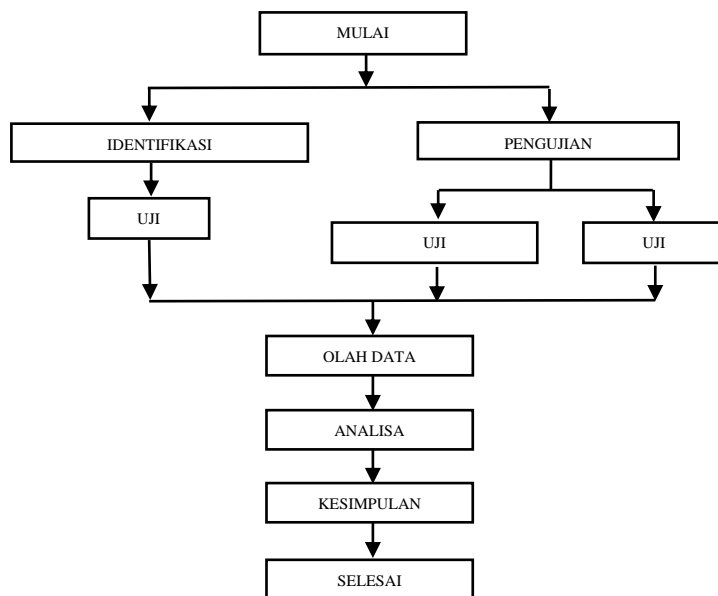 MULAI
IDENTIFIKASI
PENGUJIAN
UJI
UJI
UJI
OLAH DATA
ANALISA
KESIMPULAN
SELESAI